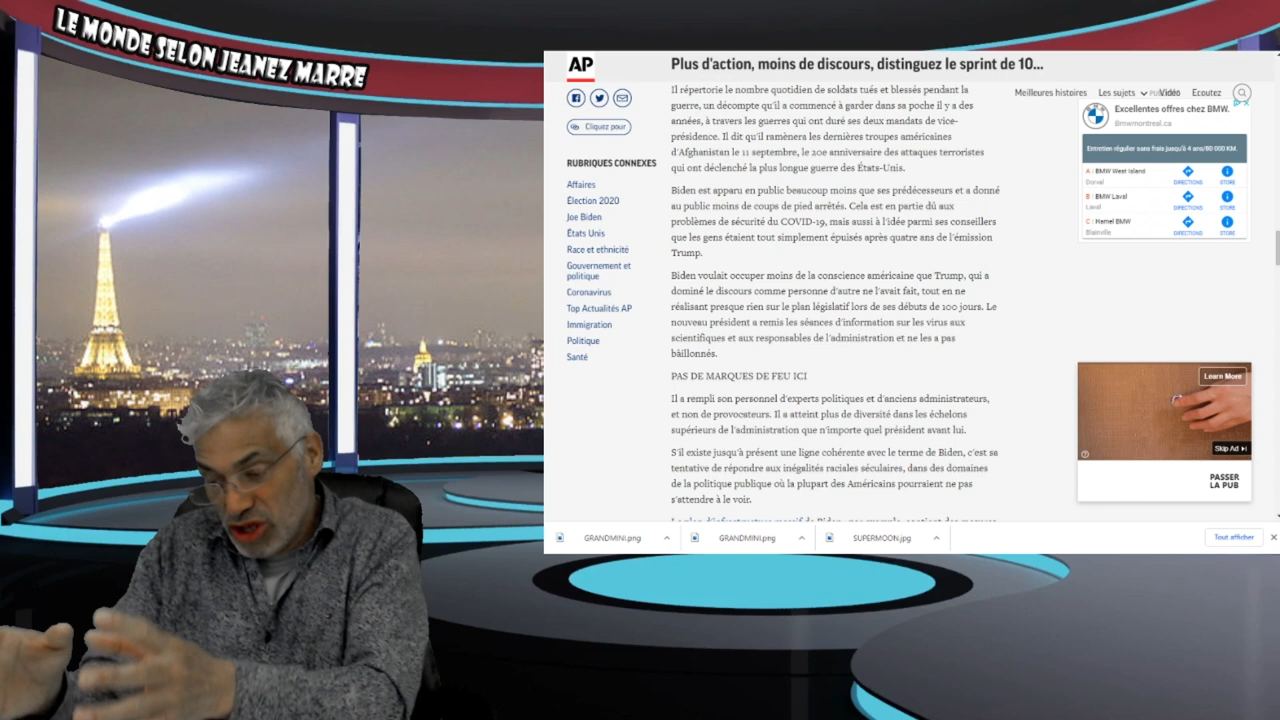 LE MONDE SELON JEANEZ MARRE
AP
Plus d'action, moins de discours, distinguez le sprint de 10...
Meilleures histoires Les sujets Vidéo Ecoutez
Cliquez pour
RUBRIQUES CONNEXES
Affaires
Élection 2020
Joe Biden
États Unis
Race et ethnicité
Gouvernement et
politique
Coronavirus
Top Actualités AP
Immigration
Politique
Santé
Il répertorie le nombre quotidien de soldats tués et blessés pendant la
guerre, un décompte qu'il a commencé à garder dans sa poche il y a des
années, à travers les guerres qui ont duré ses deux mandats de vice-
présidence. Il dit qu'il ramènera les dernières troupes américaines
d'Afghanistan le 11 septembre, le 20e anniversaire des attaques terroristes
qui ont déclenché la plus longue guerre des États-Unis.
Biden est apparu en public beaucoup moins que ses prédécesseurs et a donné
au public moins de coups de pied arrêtés. Cela est en partie dû aux
problèmes de sécurité du COVID-19, mais aussi à l'idée parmi ses conseillers
que les gens étaient tout simplement épuisés après quatre ans de l'émission
Trump.
Biden voulait occuper moins de la conscience américaine que Trump, qui a
dominé le discours comme personne d'autre ne l'avait fait, tout en ne
réalisant presque rien sur le plan législatif lors de ses débuts de 100 jours. Le
nouveau président a remis les séances d'information sur les virus aux
scientifiques et aux responsables de l'administration et ne les a pas
bâillonnés.
PAS DE MARQUES DE FEU ICI
Il a rempli son personnel d'experts politiques et d'anciens administrateurs,
et non de provocateurs. Il a atteint plus de diversité dans les échelons
supérieurs de l'administration que n'importe quel président avant lui.
S'il existe jusqu'à présent une ligne cohérente avec le terme de Biden, c'est sa
tentative de répondre aux inégalités raciales séculaires, dans des domaines
de la politique publique où la plupart des Américains pourraient ne pas
s'attendre à le voir.
Excellentes offres chez BMW.
Bmwmontreal.ca
Entretien régulier sans frais jusqu'à 4 ans/80 000 KM.
A : BMW West Island
Dorval
DIRECTIONS STORE
B : BMW Laval
Laval
DIRECTIONS STORE
C : Hamel BMW
Blainville
DIRECTIONS STORE
Learn More
Skip Ad
PASSER
LA PUB
GRANDMINI.png GRANDMINI.png SUPERMOON.jpg Tout afficher